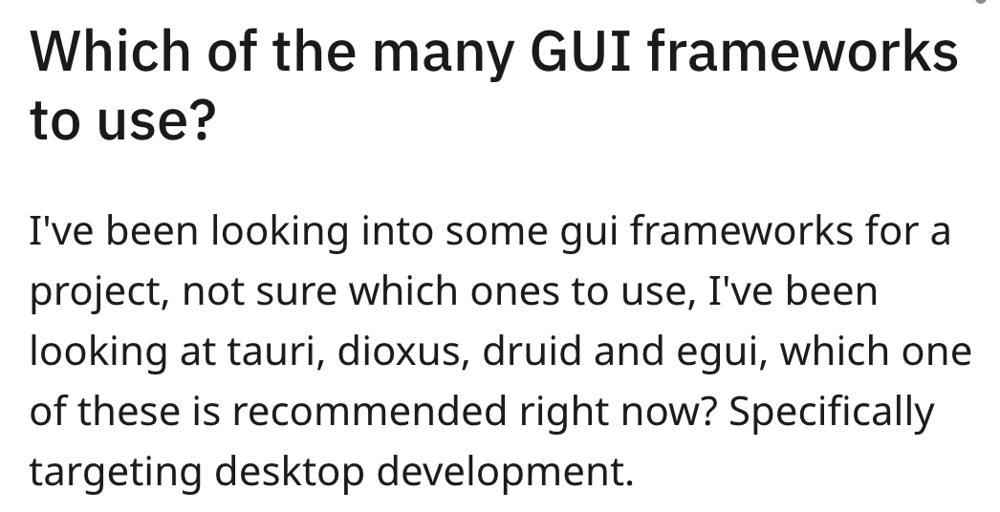 Which of the many GUI frameworks
to use?
I've been looking into some gui frameworks for a
project, not sure which ones to use, I've been
looking at tauri, dioxus, druid and egui, which one
of these is recommended right now? Specifically
targeting desktop development.